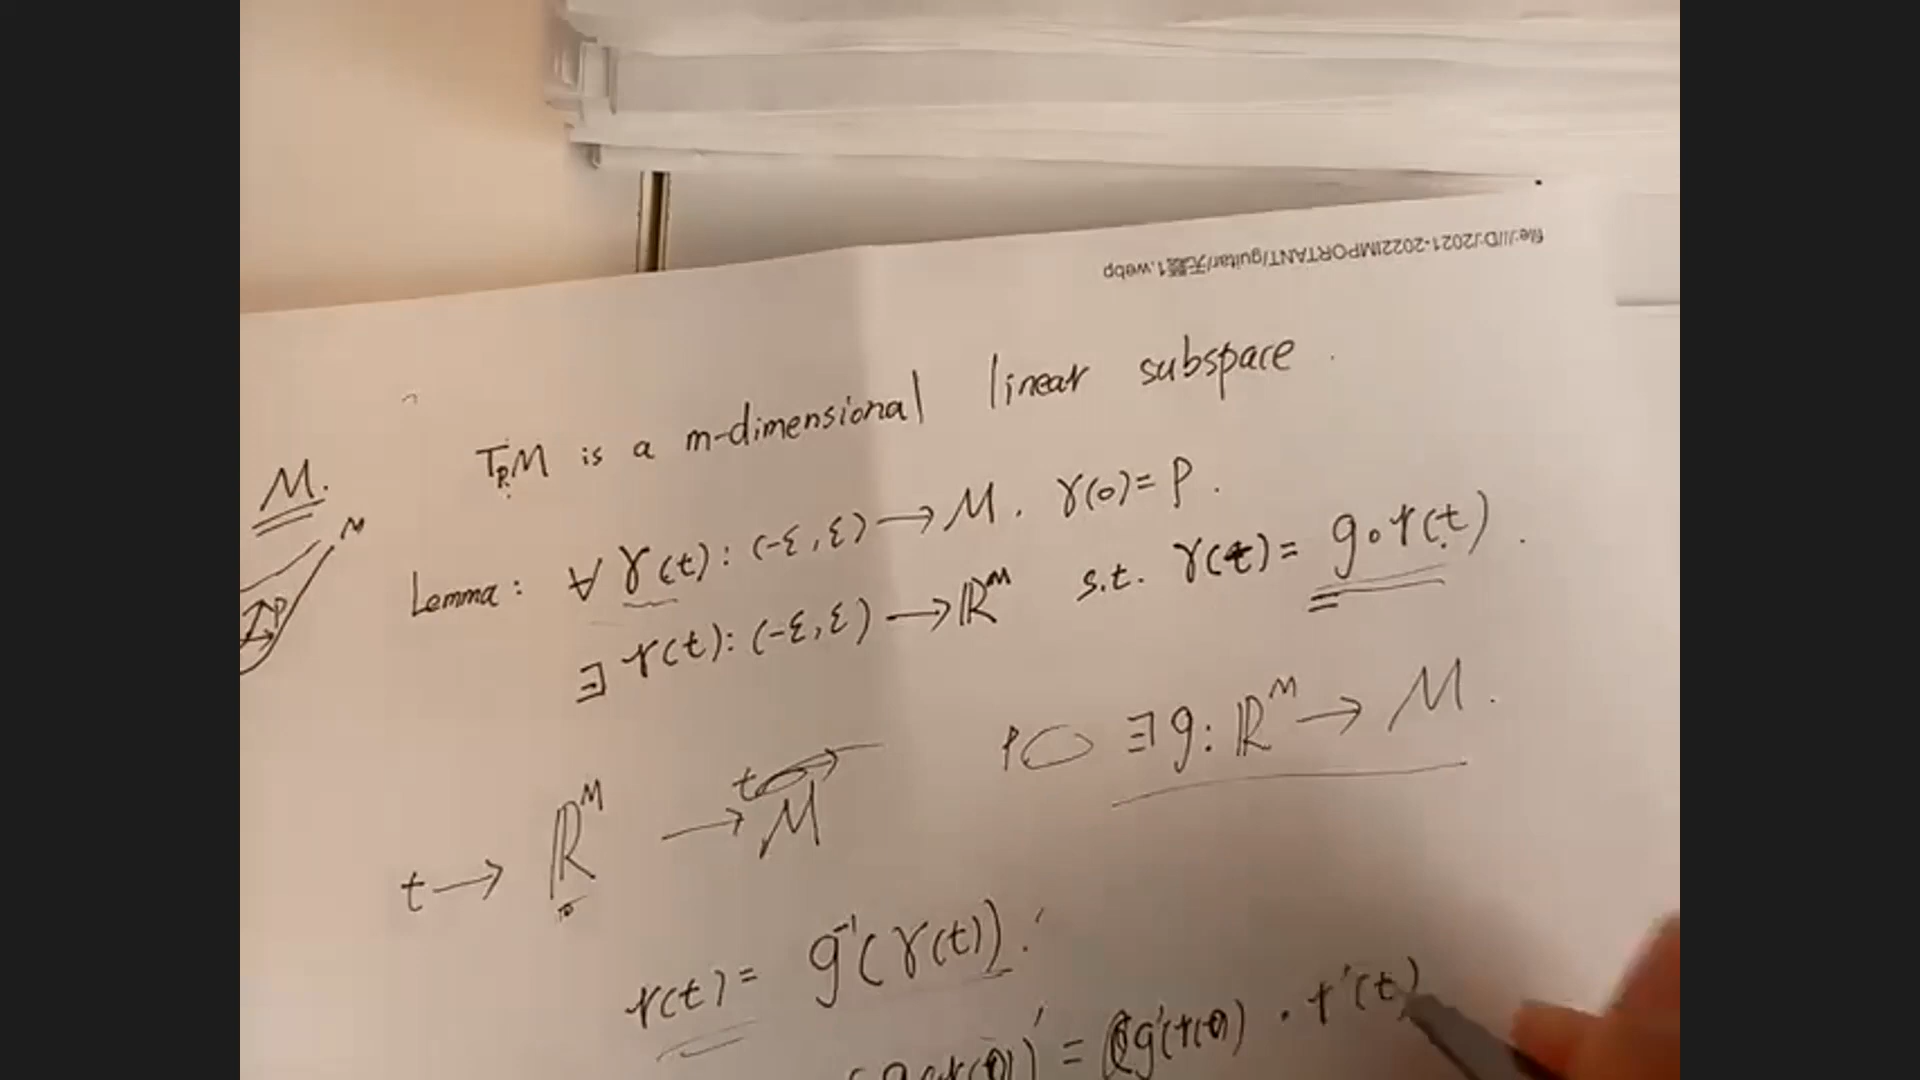 file:///D:/2021-2022IMPORTANT/guitar/无题1.webp
TₚM is a m-dimensional linear subspace.
M.
M
P
Lemma: ∀ γ(t): (-ε, ε) → M. γ(0) = P.
∃ r(t): (-ε, ε) → ℝᵐ s.t. γ(t) = g∘r(t).
∃ g: ℝᵐ → M.
t → ℝᵐ → M
t
r(t) = g⁻¹(γ(t)).
· r'(t)